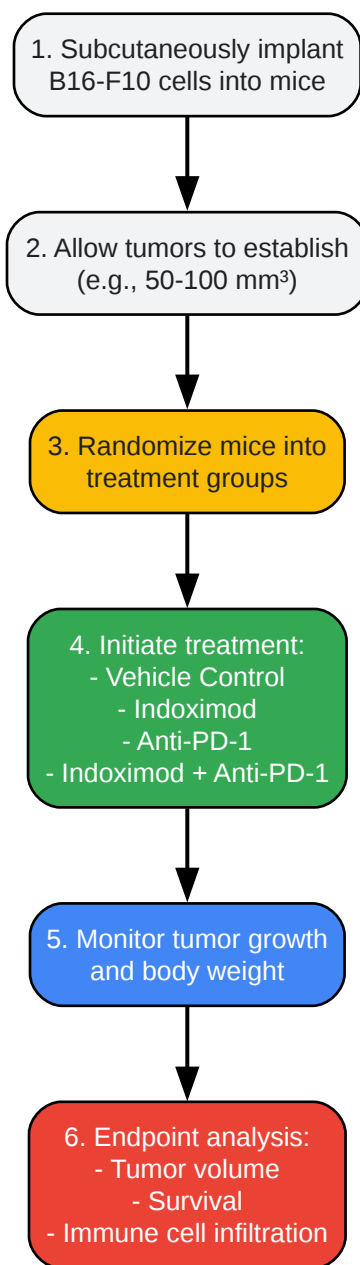 1. Subcutaneously implant
B16-F10 cells into mice
2. Allow tumors to establish
(e.g., 50-100 mm³)
3. Randomize mice into
treatment groups
4. Initiate treatment:
- Vehicle Control
- Indoximod
- Anti-PD-1
- Indoximod + Anti-PD-1
5. Monitor tumor growth
and body weight
6. Endpoint analysis:
- Tumor volume
- Survival
- Immune cell infiltration